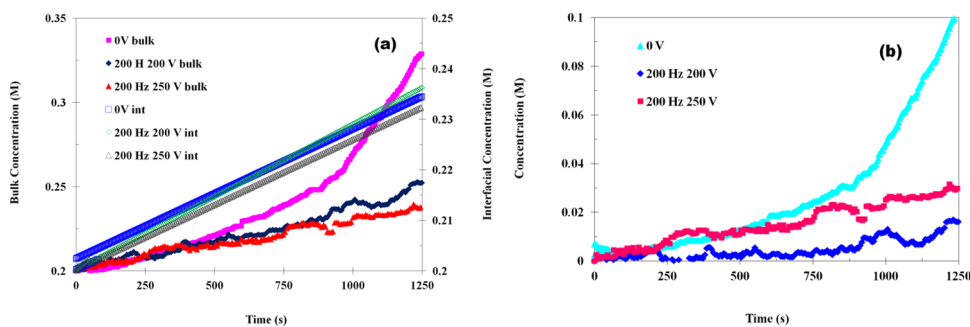 (a)
0.35
0.3
0.25
0.2
Bulk Concentration (M)
0V bulk
200 H 200 V bulk
200 Hz 250 V bulk
0V int
200 Hz 200 V int
200 Hz 250 V int
0.25
0.24
0.23
0.22
0.21
0.2
Interfacial Concentration (M)
0
250
500
750
1000
1250
Time (s)
(b)
0.1
0.08
0.06
0.04
0.02
0
Concentration (M)
0 V
200 Hz 200 V
200 Hz 250 V
0
250
500
750
1000
1250
Time (s)